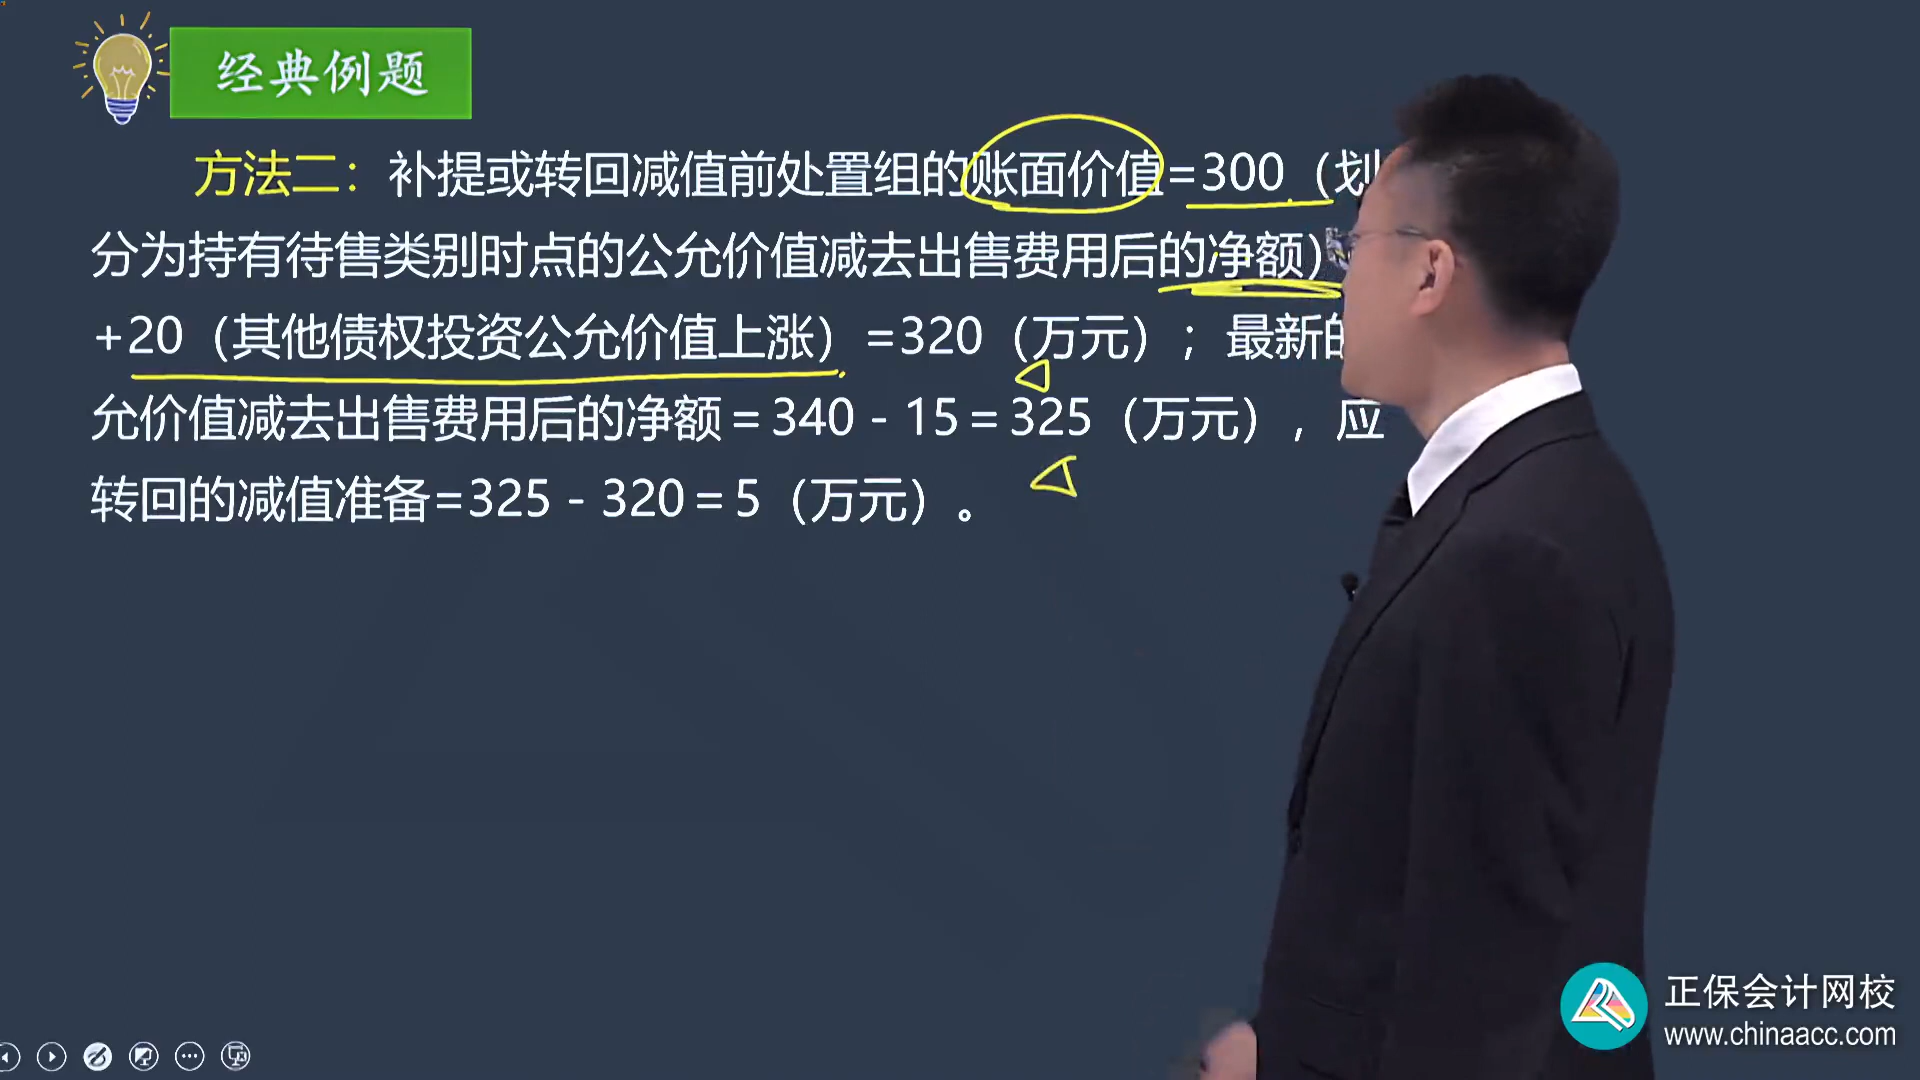 经典例题
方法二：补提或转回减值前处置组的账面价值=300（划
分为持有待售类别时点的公允价值减去出售费用后的净额）
+20（其他债权投资公允价值上涨）=320（万元）；最新的
允价值减去出售费用后的净额＝340－15＝325（万元），应
转回的减值准备=325－320＝5（万元）。
正保会计网校
www.chinaacc.com